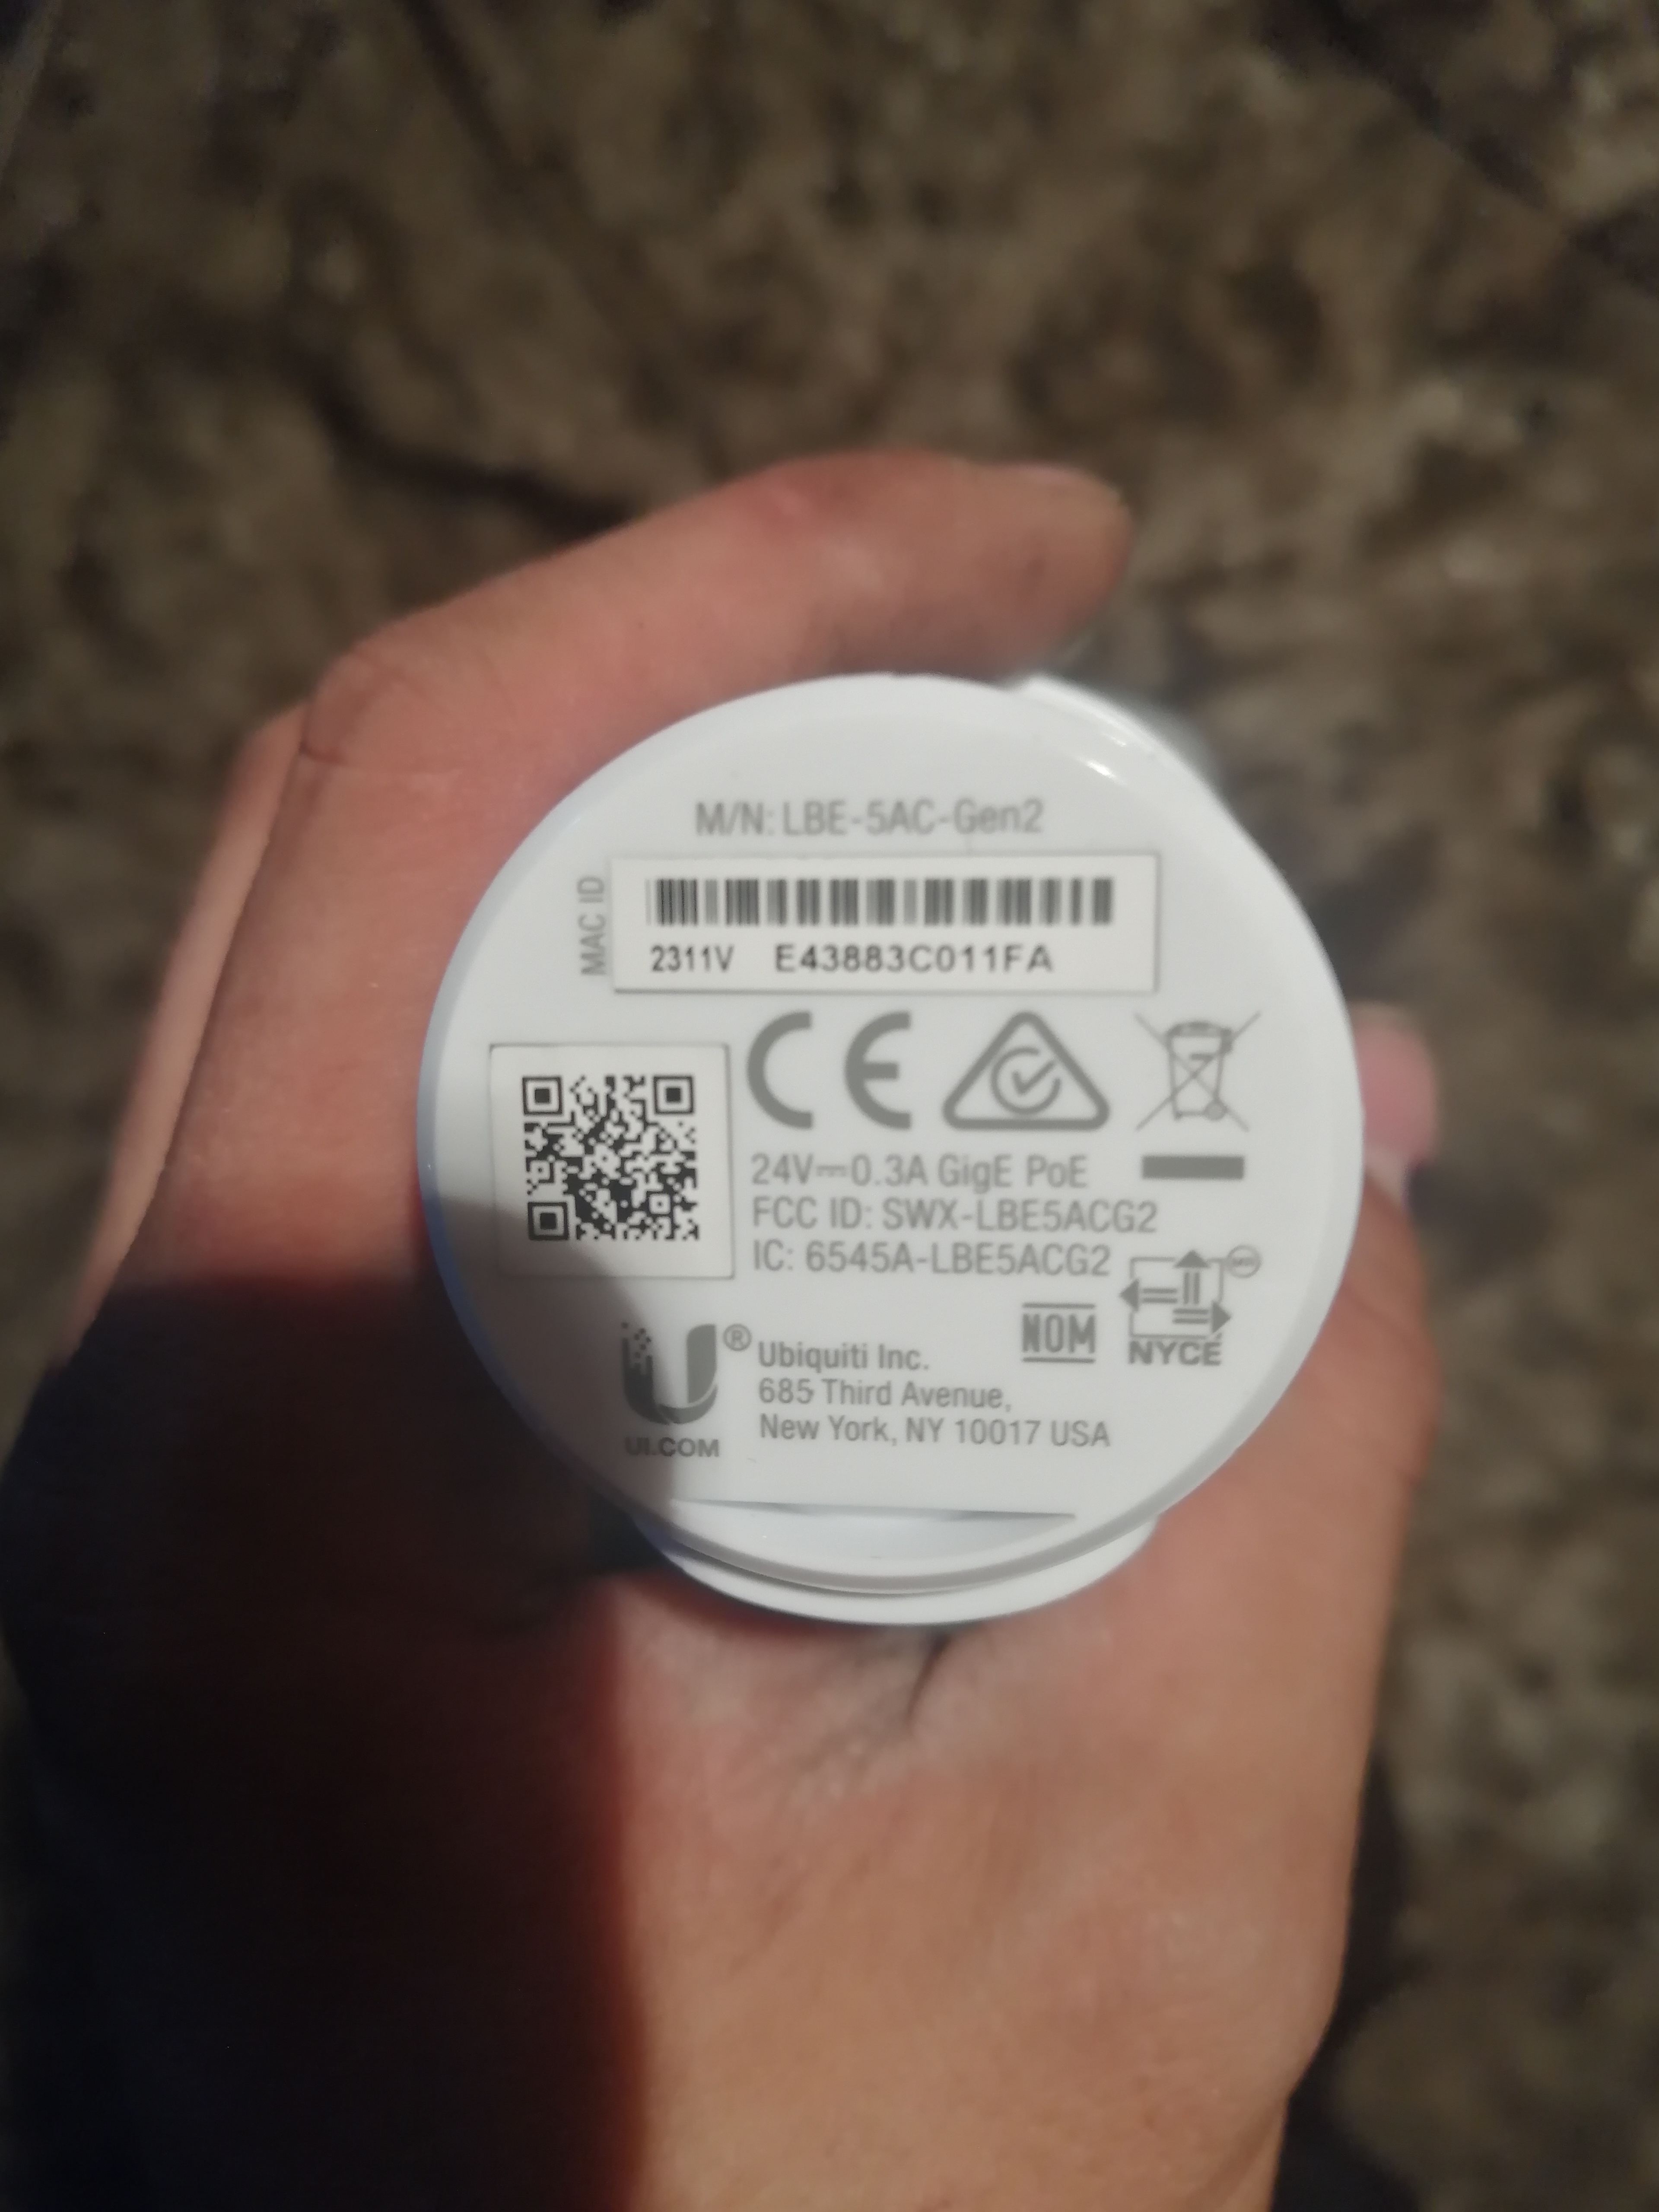 M/N: LBE-5AC-Gen2
MAC ID
2311V E43883C011FA
CE
24V⎓0.3A GigE PoE
FCC ID: SWX-LBE5ACG2
IC: 6545A-LBE5ACG2
NOM
NYCE
U®
UI.COM
Ubiquiti Inc.
685 Third Avenue,
New York, NY 10017 USA